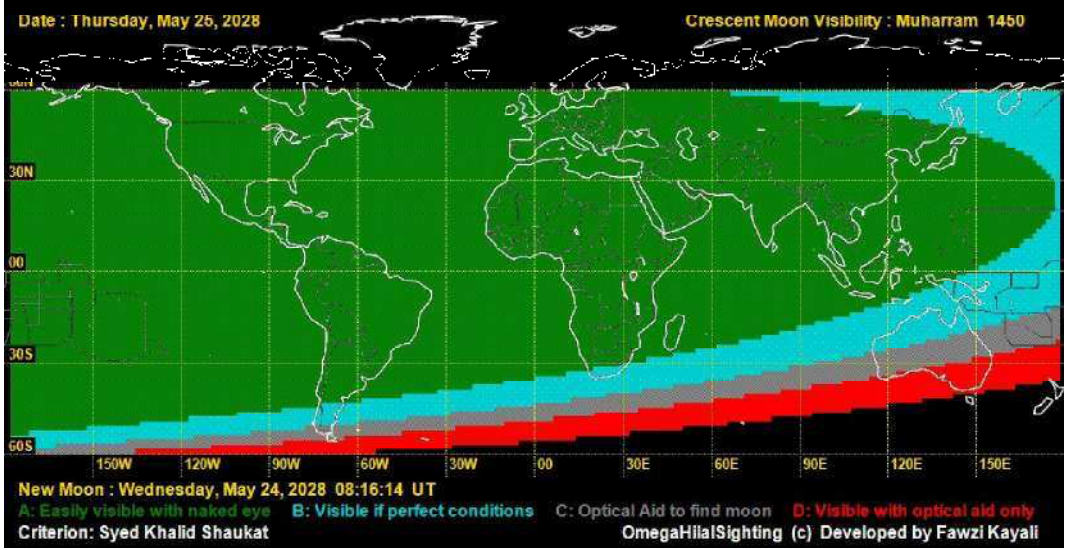 Date : Thursday, May 25, 2028 Crescent Moon Visibility : Muharram 1450
60N
30N
00
30S
60S
150W 120W 90W 60W 30W 00 30E 60E 90E 120E 150E
New Moon : Wednesday, May 24, 2028 08:16:14 UT
A: Easily visible with naked eye B: Visible if perfect conditions C: Optical Aid to find moon D: Visible with optical aid only
Criterion: Syed Khalid Shaukat OmegaHilalSighting (c) Developed by Fawzi Kayali